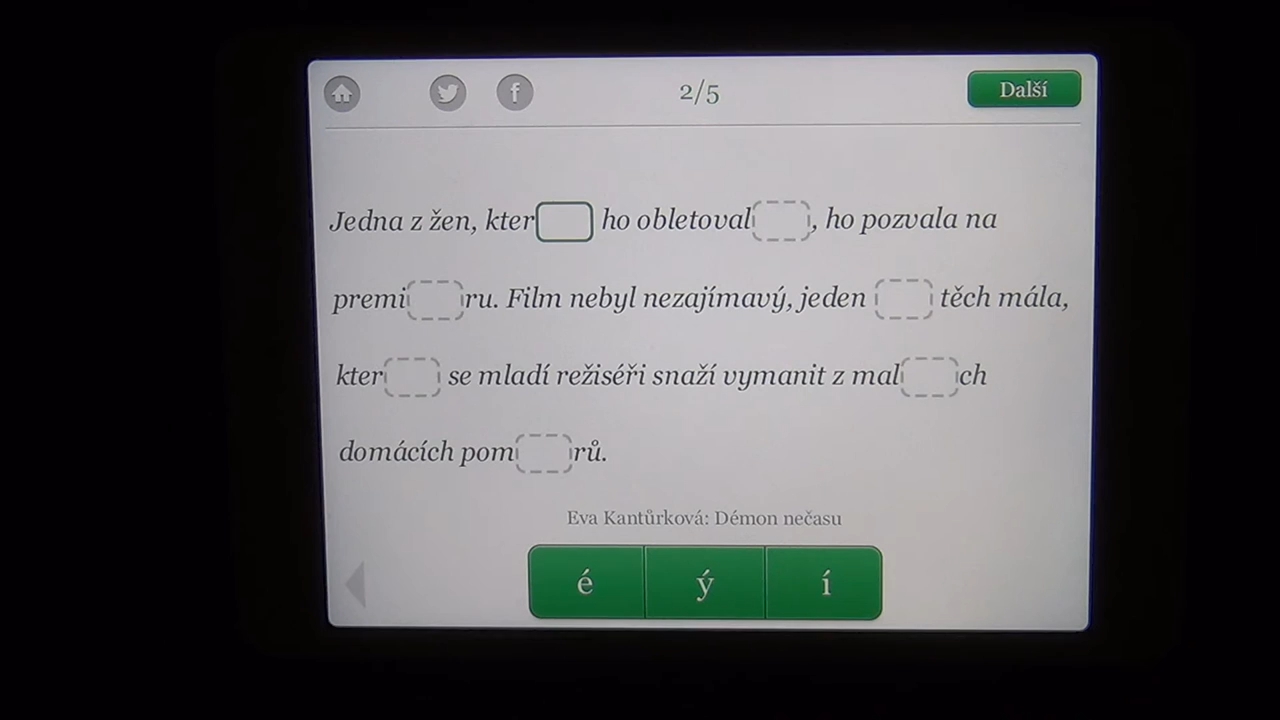 2/5
Další
Jedna z žen, kter ho obletoval , ho pozvala na
premi ru. Film nebyl nezajímavý, jeden těch mála,
kter se mladí režiséři snaží vymanit z mal ch
domácích pom rů.
Eva Kantůrková: Démon nečasu
é ý í